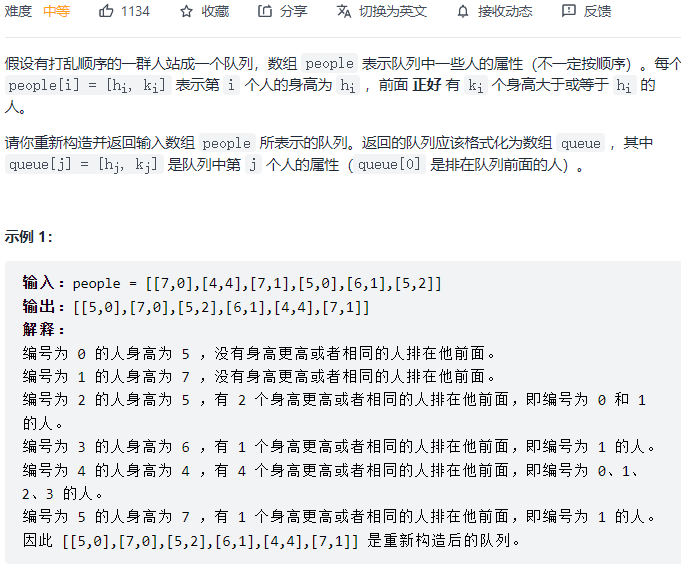 难度 中等 1134 收藏 分享 切换为英文 接收动态 反馈
假设有打乱顺序的一群人站成一个队列，数组 people 表示队列中一些人的属性（不一定按顺序）。每个
people[i] = [hi, ki] 表示第 i 个人的身高为 hi ，前面 正好 有 ki 个身高大于或等于 hi 的
人。
请你重新构造并返回输入数组 people 所表示的队列。返回的队列应该格式化为数组 queue ，其中
queue[j] = [hj, kj] 是队列中第 j 个人的属性（queue[0] 是排在队列前面的人）。
示例 1：
输入：people = [[7,0],[4,4],[7,1],[5,0],[6,1],[5,2]]
输出：[[5,0],[7,0],[5,2],[6,1],[4,4],[7,1]]
解释：
编号为 0 的人身高为 5 ，没有身高更高或者相同的人排在他前面。
编号为 1 的人身高为 7 ，没有身高更高或者相同的人排在他前面。
编号为 2 的人身高为 5 ，有 2 个身高更高或者相同的人排在他前面，即编号为 0 和 1
的人。
编号为 3 的人身高为 6 ，有 1 个身高更高或者相同的人排在他前面，即编号为 1 的人。
编号为 4 的人身高为 4 ，有 4 个身高更高或者相同的人排在他前面，即编号为 0、1、
2、3 的人。
编号为 5 的人身高为 7 ，有 1 个身高更高或者相同的人排在他前面，即编号为 1 的人。
因此 [[5,0],[7,0],[5,2],[6,1],[4,4],[7,1]] 是重新构造后的队列。